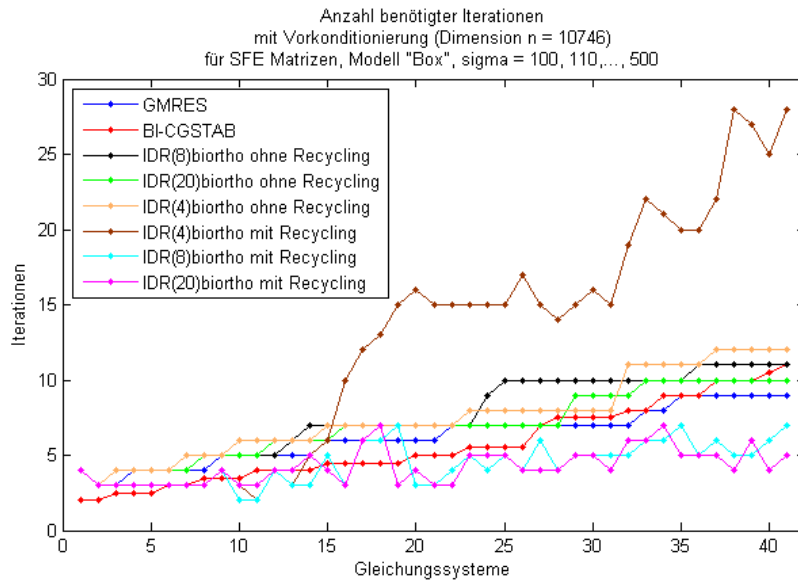 Anzahl benötigter Iterationen
mit Vorkonditionierung (Dimension n = 10746)
für SFE Matrizen, Modell "Box", sigma = 100, 110,..., 500
30
25
20
15
10
5
0
Iterationen
GMRES
BI-CGSTAB
IDR(8)biortho ohne Recycling
IDR(20)biortho ohne Recycling
IDR(4)biortho ohne Recycling
IDR(4)biortho mit Recycling
IDR(8)biortho mit Recycling
IDR(20)biortho mit Recycling
0 5 10 15 20 25 30 35 40
Gleichungssysteme